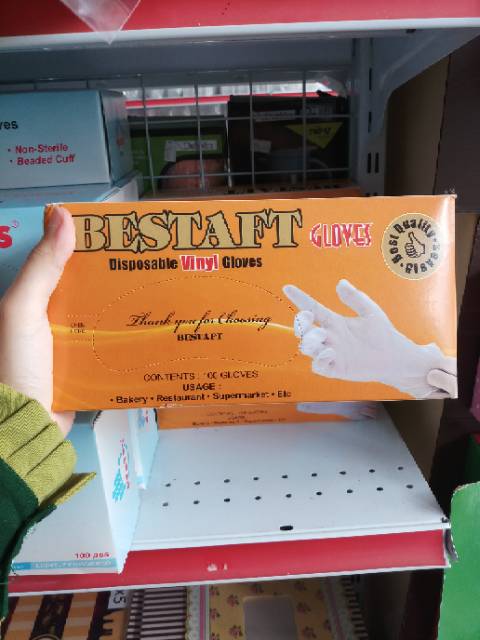 BESTAFT GLOVES
Disposable Vinyl Gloves
Best Quality
Thank you for Choosing
BESTAFT
CONTENTS : 100 GLOVES
USAGE :
• Bakery • Restaurant • Supermarket • Etc
• Non-Sterile
• Beaded Cuff
100 pcs